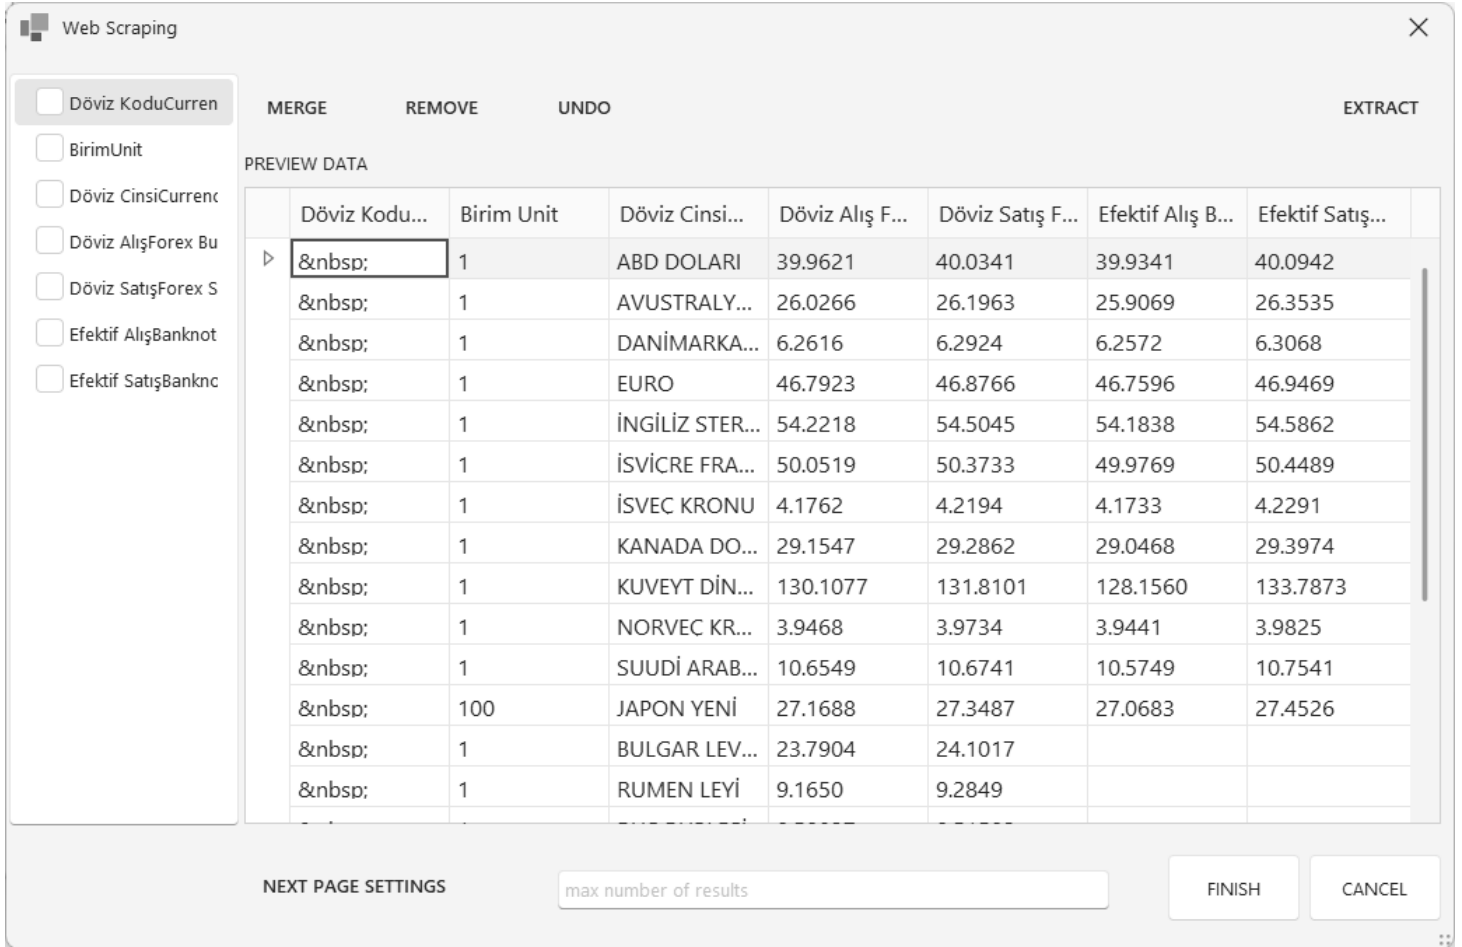 Web Scraping
Döviz KoduCurren
BirimUnit
Döviz CinsiCurrenc
Döviz AlışForex Bu
Döviz SatışForex S
Efektif AlışBanknot
Efektif SatışBanknc
MERGE REMOVE UNDO EXTRACT
PREVIEW DATA
Döviz Kodu... Birim Unit Döviz Cinsi... Döviz Alış F... Döviz Satış F... Efektif Alış B... Efektif Satış...
&nbsp; 1 ABD DOLARI 39.9621 40.0341 39.9341 40.0942
&nbsp; 1 AVUSTRALY... 26.0266 26.1963 25.9069 26.3535
&nbsp; 1 DANİMARKA... 6.2616 6.2924 6.2572 6.3068
&nbsp; 1 EURO 46.7923 46.8766 46.7596 46.9469
&nbsp; 1 İNGİLİZ STER... 54.2218 54.5045 54.1838 54.5862
&nbsp; 1 İSVİÇRE FRA... 50.0519 50.3733 49.9769 50.4489
&nbsp; 1 İSVEÇ KRONU 4.1762 4.2194 4.1733 4.2291
&nbsp; 1 KANADA DO... 29.1547 29.2862 29.0468 29.3974
&nbsp; 1 KUVEYT DİN... 130.1077 131.8101 128.1560 133.7873
&nbsp; 1 NORVEÇ KR... 3.9468 3.9734 3.9441 3.9825
&nbsp; 1 SUUDİ ARAB... 10.6549 10.6741 10.5749 10.7541
&nbsp; 100 JAPON YENİ 27.1688 27.3487 27.0683 27.4526
&nbsp; 1 BULGAR LEV... 23.7904 24.1017
&nbsp; 1 RUMEN LEYİ 9.1650 9.2849
NEXT PAGE SETTINGS max number of results FINISH CANCEL